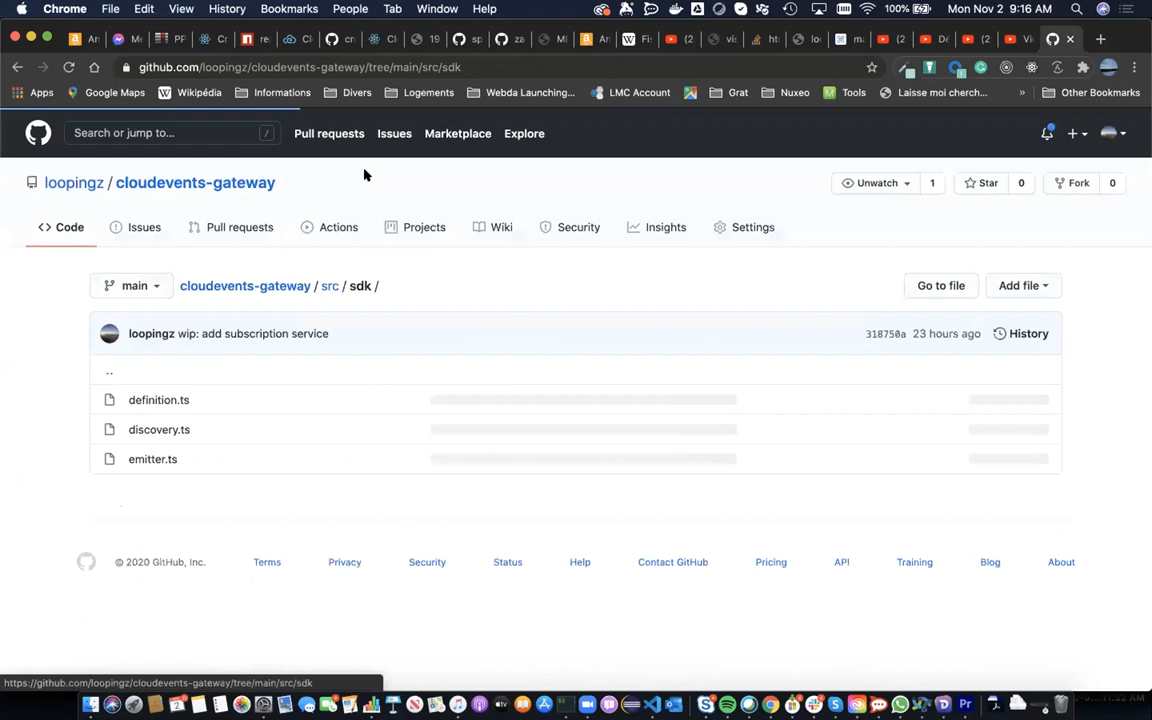 Chrome File Edit View History Bookmarks People Tab Window Help 100% Mon Nov 2 9:16 AM
github.com/loopingz/cloudevents-gateway/tree/main/src/sdk
Apps Google Maps Wikipédia Informations Divers Logements Webda Launching... LMC Account Grat Nuxeo Tools Laisse moi cherch... » Other Bookmarks
Search or jump to... / Pull requests Issues Marketplace Explore
loopingz / cloudevents-gateway Unwatch 1 Star 0 Fork 0
Code Issues Pull requests Actions Projects Wiki Security Insights Settings
main cloudevents-gateway / src / sdk / Go to file Add file
loopingz wip: add subscription service 318750a 23 hours ago History
..
definition.ts
discovery.ts
emitter.ts
© 2020 GitHub, Inc. Terms Privacy Security Status Help Contact GitHub Pricing API Training Blog About
https://github.com/loopingz/cloudevents-gateway/tree/main/src/sdk